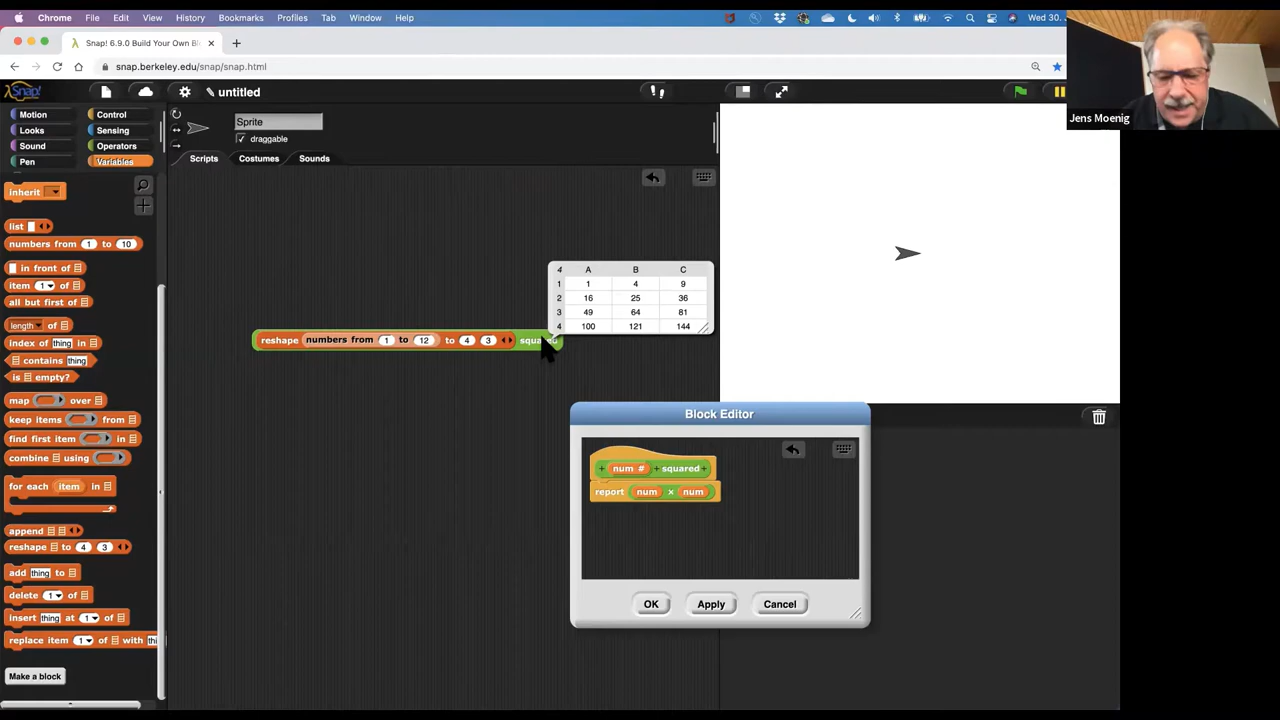 Chrome File Edit View History Bookmarks Profiles Tab Window Help Wed 30.
Snap! 6.9.0 Build Your Own Bl
snap.berkeley.edu/snap/snap.html
Jens Moenig
Snap! untitled
Motion Control
Looks Sensing
Sound Operators
Pen Variables
Sprite
draggable
Scripts Costumes Sounds
inherit
list
numbers from 1 to 10
in front of
item 1 of
all but first of
length of
index of thing in
contains thing
is empty?
map over
keep items from
find first item in
combine using
for each item in
append
reshape to 4 3
add thing to
delete 1 of
insert thing at 1 of
replace item 1 of with thi
Make a block
4 A B C
1 1 4 9
2 16 25 36
3 49 64 81
4 100 121 144
reshape numbers from 1 to 12 to 4 3 squared
Block Editor
+ num # + squared +
report num × num
OK Apply Cancel